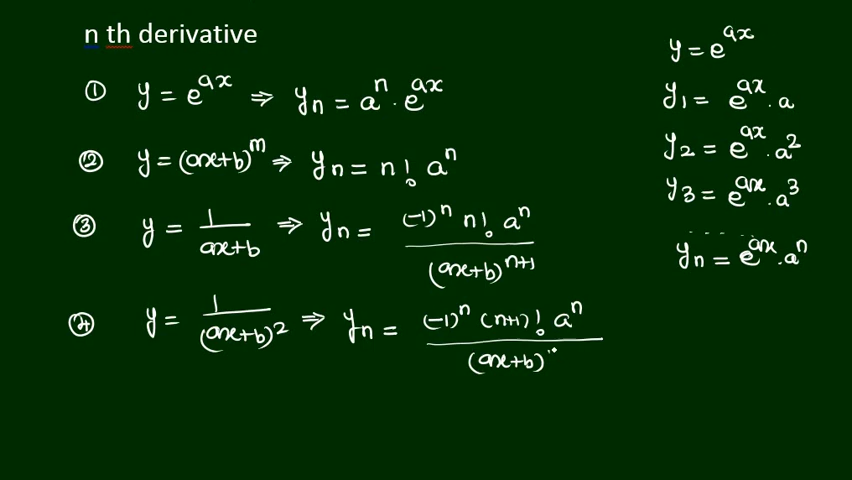 n th derivative
① y = e^{ax} ⇒ y_n = a^n . e^{ax}
② y = (ax+b)^m ⇒ y_n = n! a^n
③ y = 1/(ax+b) ⇒ y_n = (-1)^n n! a^n / (ax+b)^{n+1}
④ y = 1/(ax+b)^2 ⇒ y_n = (-1)^n (n+1)! a^n / (ax+b)
y = e^{ax}
y_1 = e^{ax} . a
y_2 = e^{ax} . a^2
y_3 = e^{ax} . a^3
- - - - - -
y_n = e^{ax} . a^n